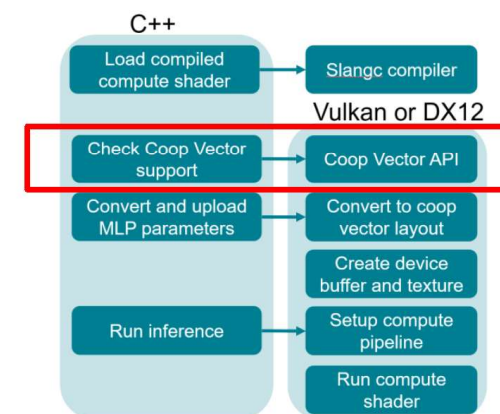 C++
Load compiled
compute shader
Slangc compiler
Vulkan or DX12
Check Coop Vector
support
Coop Vector API
Convert and upload
MLP parameters
Convert to coop
vector layout
Create device
buffer and texture
Run inference
Setup compute
pipeline
Run compute
shader